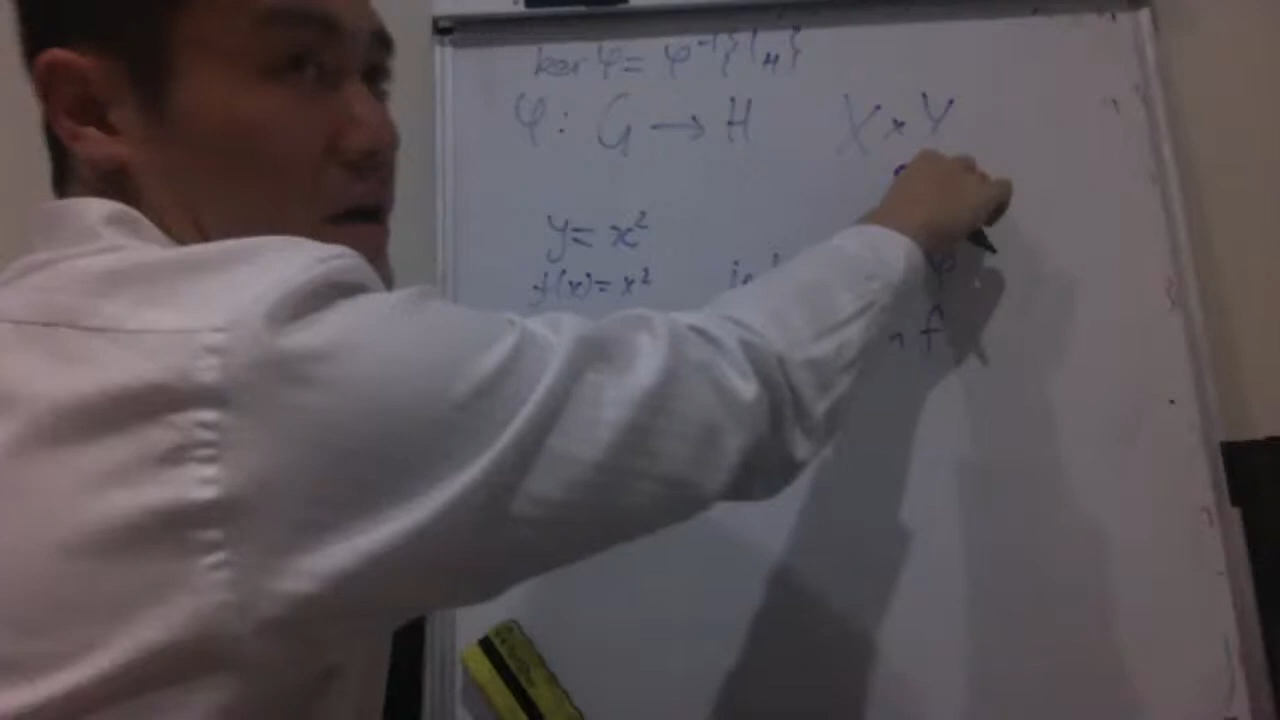 ker φ = φ⁻¹{1_H}
φ : G → H X × Y
y = x²
f(x) = x²
f